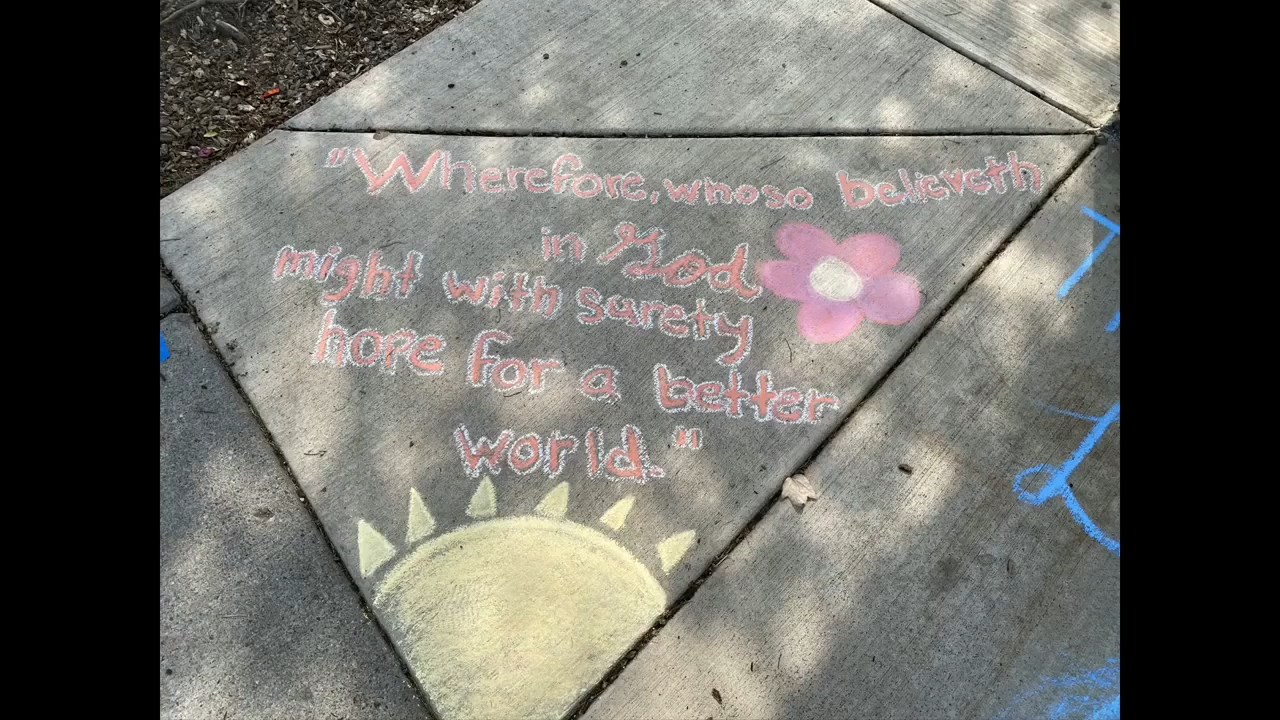 "Wherefore, whoso believeth
in God
might with surety
hope for a better
world."